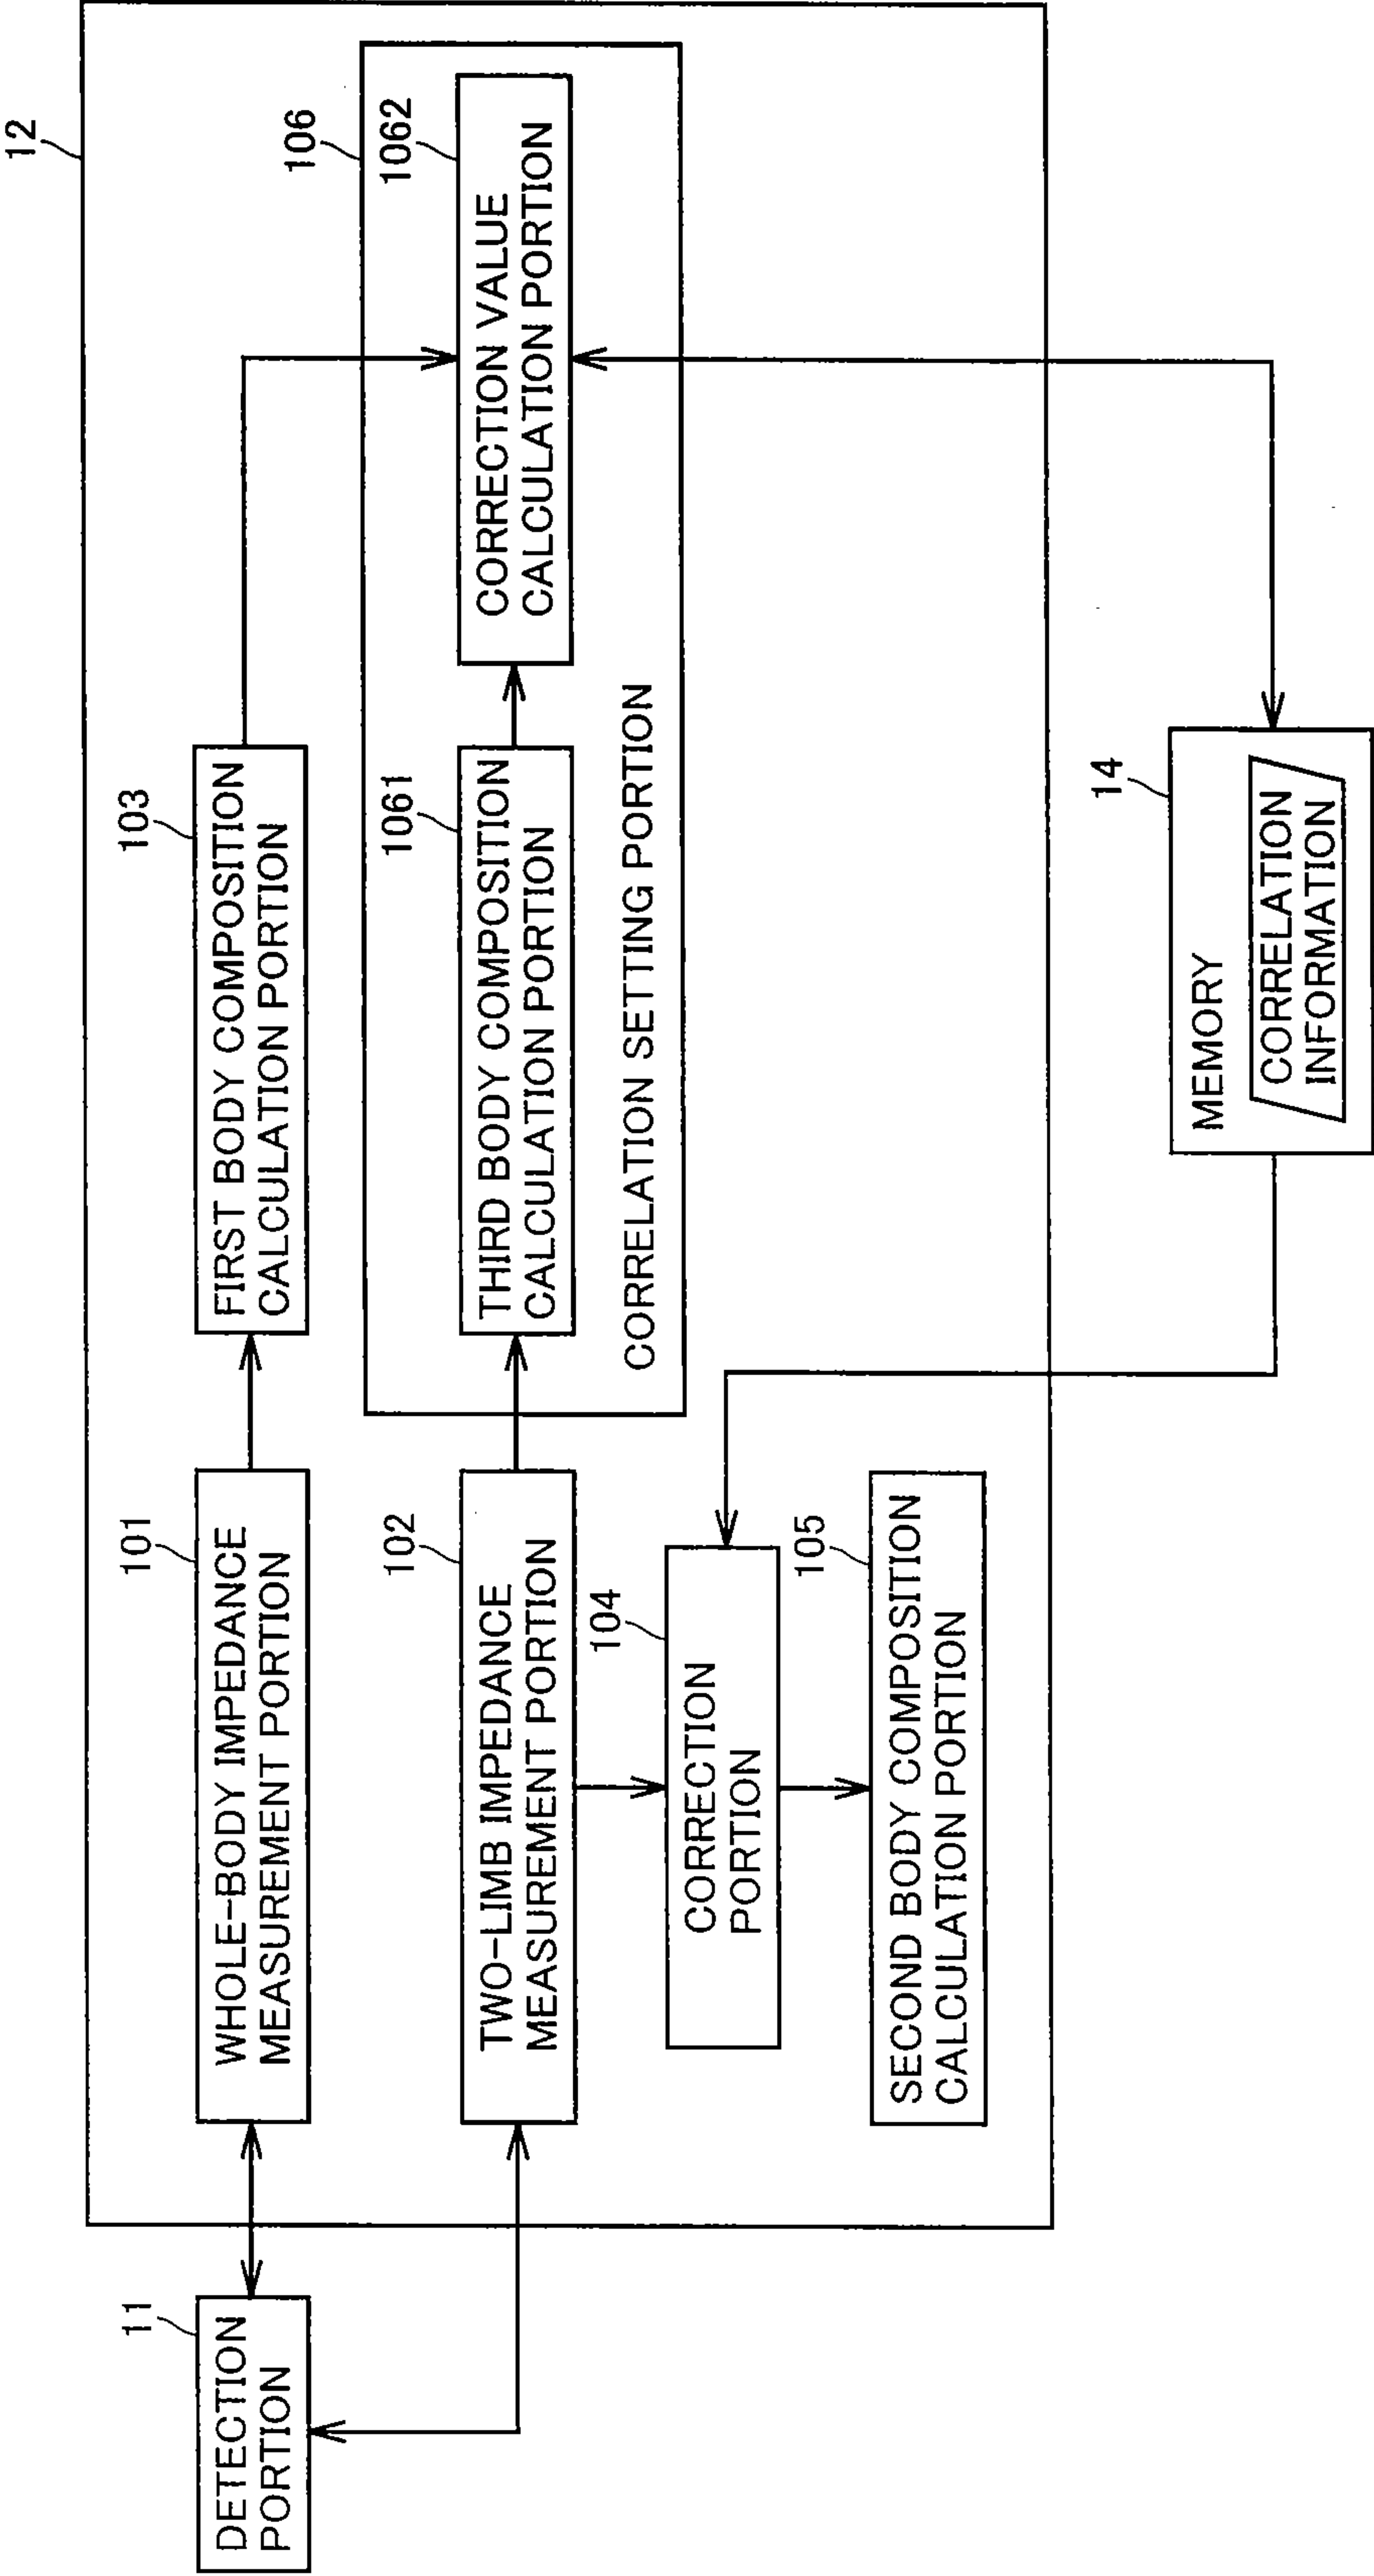 12
11
DETECTION
PORTION
101
WHOLE-BODY IMPEDANCE
MEASUREMENT PORTION
103
FIRST BODY COMPOSITION
CALCULATION PORTION
106
102
TWO-LIMB IMPEDANCE
MEASUREMENT PORTION
1061
THIRD BODY COMPOSITION
CALCULATION PORTION
1062
CORRECTION VALUE
CALCULATION PORTION
CORRELATION SETTING PORTION
104
CORRECTION
PORTION
105
SECOND BODY COMPOSITION
CALCULATION PORTION
14
MEMORY
CORRELATION
INFORMATION